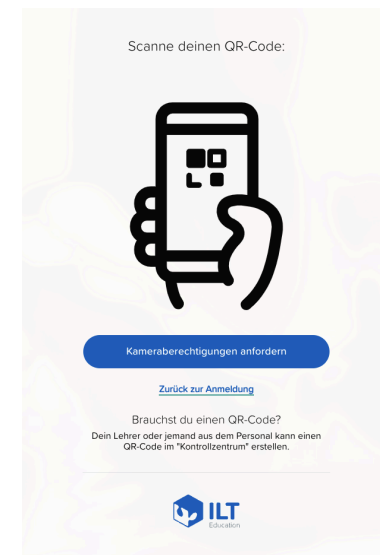 Scanne deinen QR-Code:
Kameraberechtigungen anfordern
Zurück zur Anmeldung
Brauchst du einen QR-Code?
Dein Lehrer oder jemand aus dem Personal kann einen
QR-Code im "Kontrollzentrum" erstellen.
ILT
Education